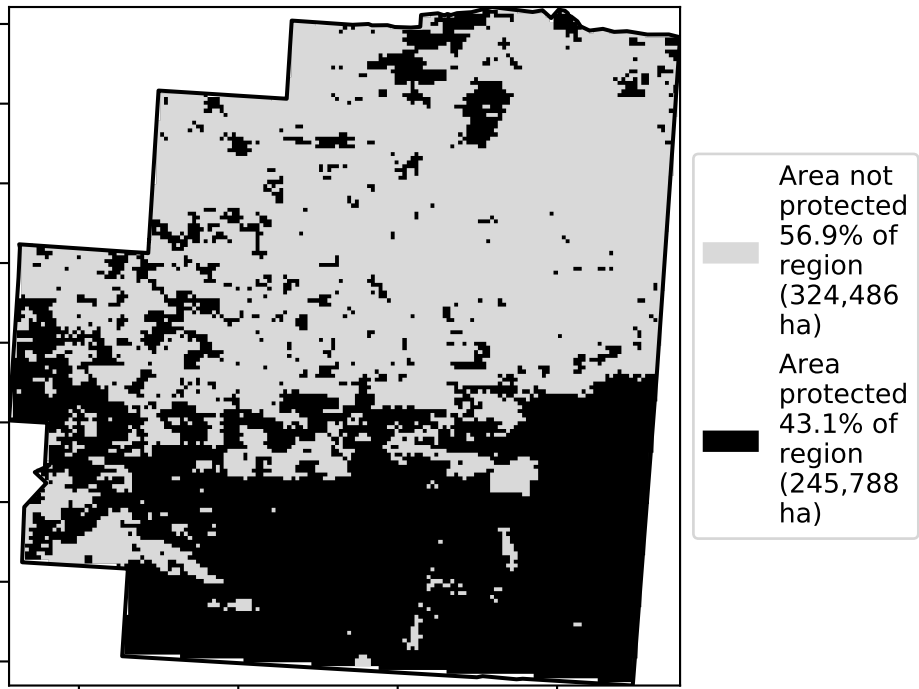 Area not
protected
56.9% of
region
(324,486
ha)
Area
protected
43.1% of
region
(245,788
ha)